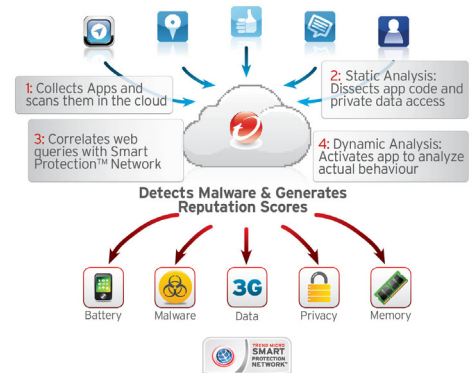 1: Collects Apps and
scans them in the cloud
2: Static Analysis:
Dissects app code and
private data access
3: Correlates web
queries with Smart
Protection™ Network
4: Dynamic Analysis:
Activates app to analyze
actual behaviour
Detects Malware & Generates
Reputation Scores
3G
Battery
Malware
Data
Privacy
Memory
TREND MICRO
SMART
PROTECTION
NETWORK™